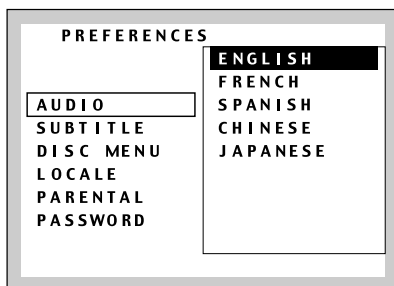 PREFERENCES
AUDIO
SUBTITLE
DISC MENU
LOCALE
PARENTAL
PASSWORD
ENGLISH
FRENCH
SPANISH
CHINESE
JAPANESE